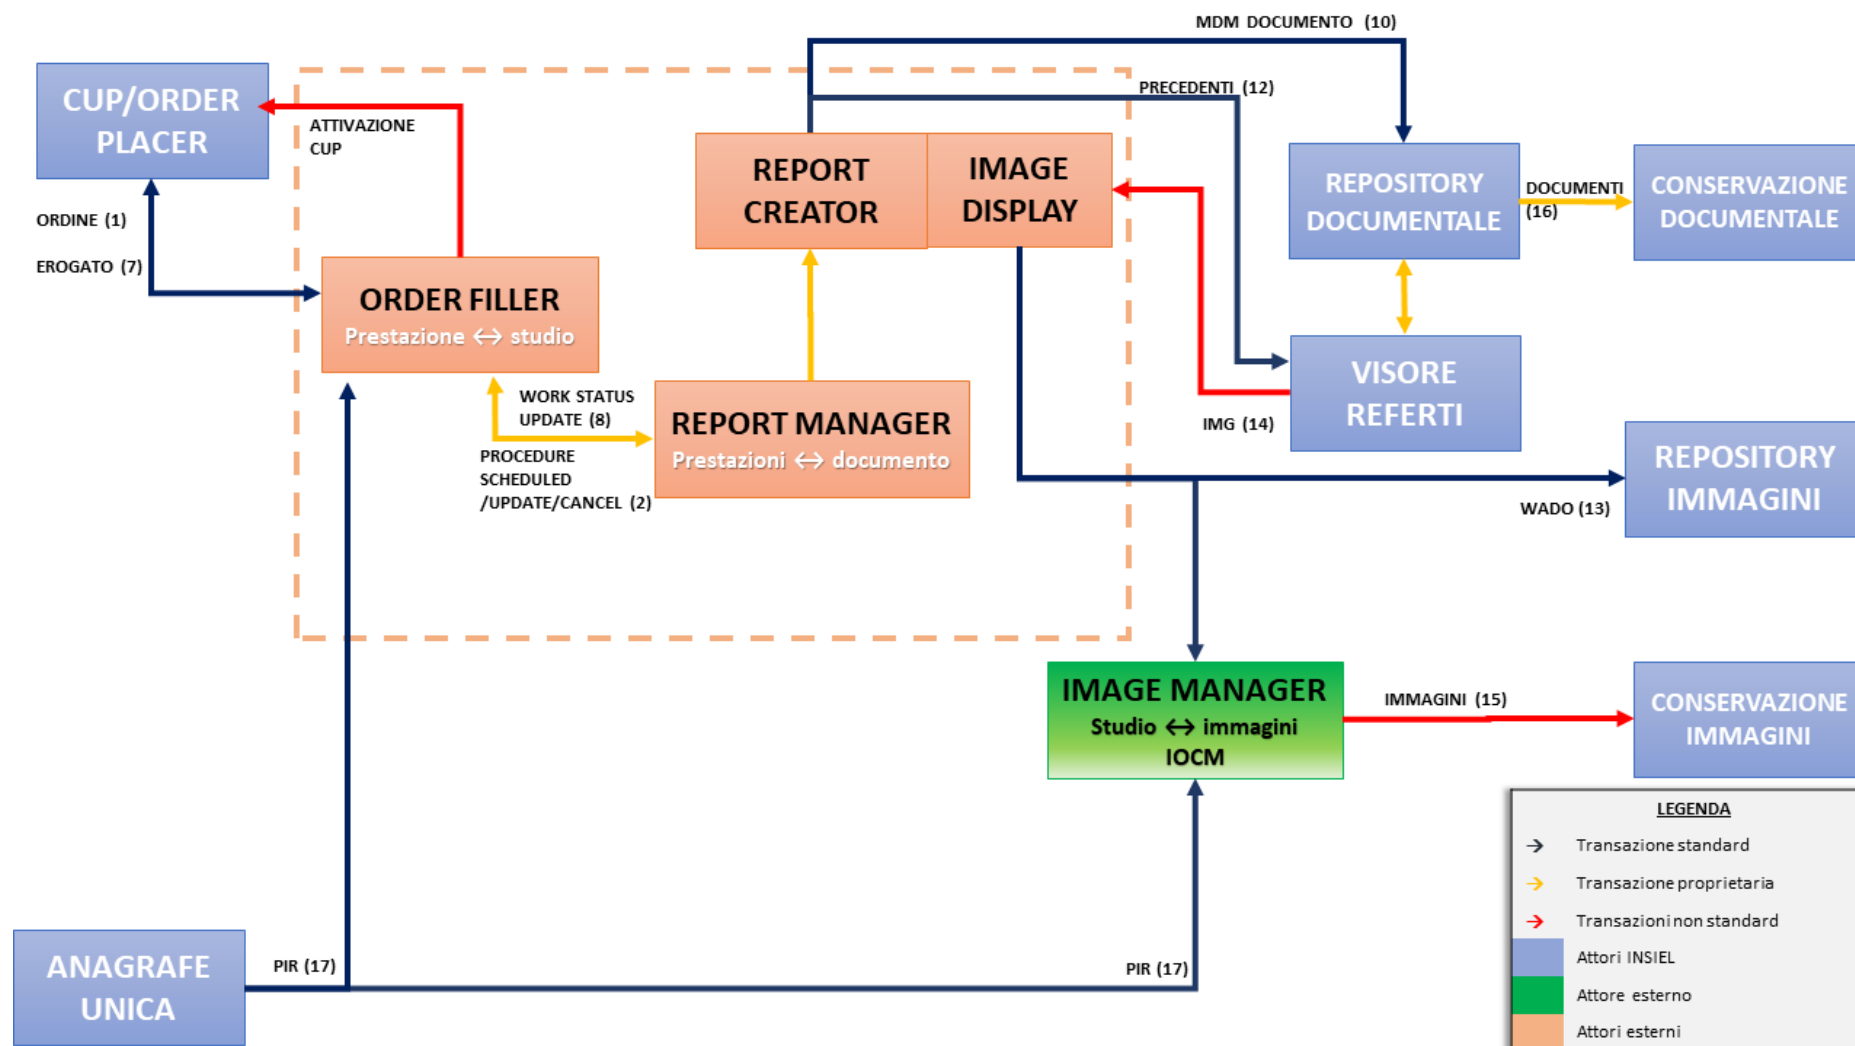 MDM DOCUMENTO (10)
CUP/ORDER
PLACER
ATTIVAZIONE
CUP
PRECEDENTI (12)
REPORT
CREATOR
IMAGE
DISPLAY
REPOSITORY
DOCUMENTALE
DOCUMENTI
(16)
CONSERVAZIONE
DOCUMENTALE
ORDINE (1)
EROGATO (7)
ORDER FILLER
Prestazione ↔ studio
WORK STATUS
UPDATE (8)
PROCEDURE
SCHEDULED
/UPDATE/CANCEL (2)
REPORT MANAGER
Prestazioni ↔ documento
VISORE
REFERTI
IMG (14)
REPOSITORY
IMMAGINI
WADO (13)
IMAGE MANAGER
Studio ↔ immagini
IOCM
IMMAGINI (15)
CONSERVAZIONE
IMMAGINI
ANAGRAFE
UNICA
PIR (17)
PIR (17)
LEGENDA
Transazione standard
Transazione proprietaria
Transazioni non standard
Attori INSIEL
Attore esterno
Attori esterni